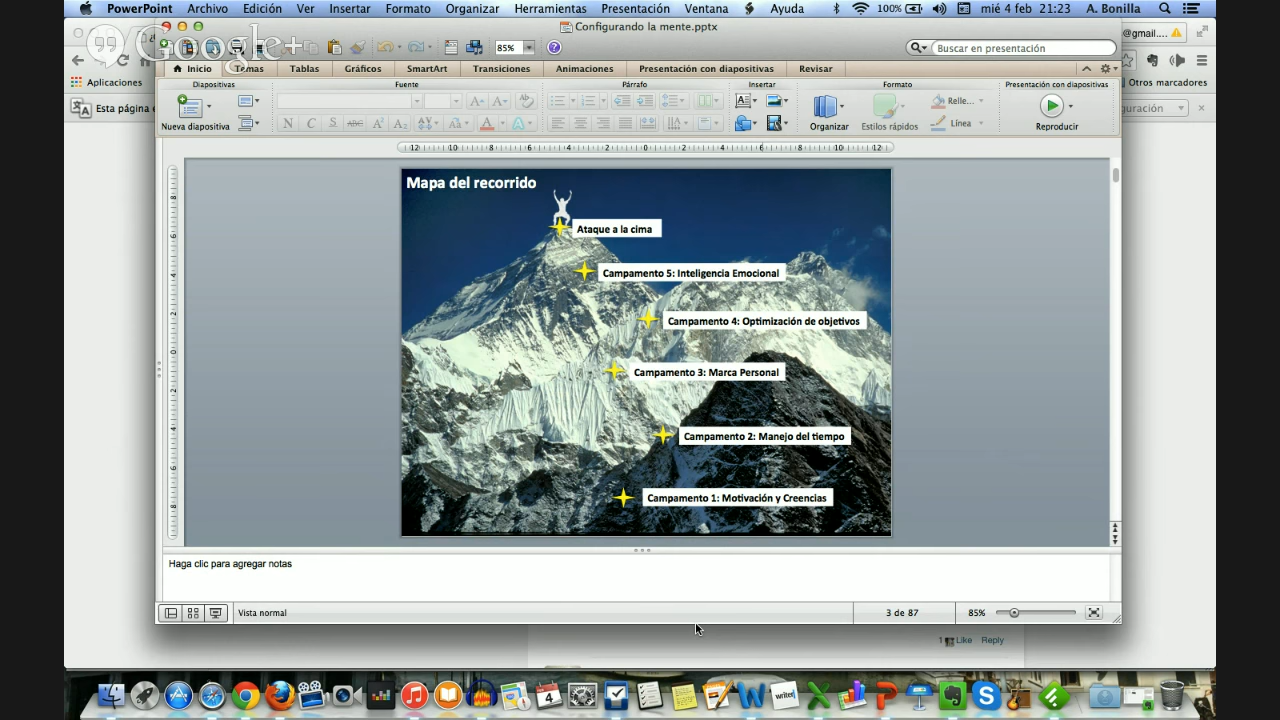 PowerPoint Archivo Edición Ver Insertar Formato Organizar Herramientas Presentación Ventana Ayuda 100% mié 4 feb 21:23 A. Bonilla
Configurando la mente.pptx
Google+
@gmail....
85%
Buscar en presentación
Aplicaciones
Otros marcadores
Inicio Temas Tablas Gráficos SmartArt Transiciones Animaciones Presentación con diapositivas Revisar
Diapositivas Fuente Párrafo Insertar Formato Presentación con diapositivas
Esta página
Relle...
Línea
Nueva diapositiva
Organizar Estilos rápidos Reproducir
Mapa del recorrido
Ataque a la cima
Campamento 5: Inteligencia Emocional
Campamento 4: Optimización de objetivos
Campamento 3: Marca Personal
Campamento 2: Manejo del tiempo
Campamento 1: Motivación y Creencias
Haga clic para agregar notas
Vista normal 3 de 87 85%
1 Like Reply